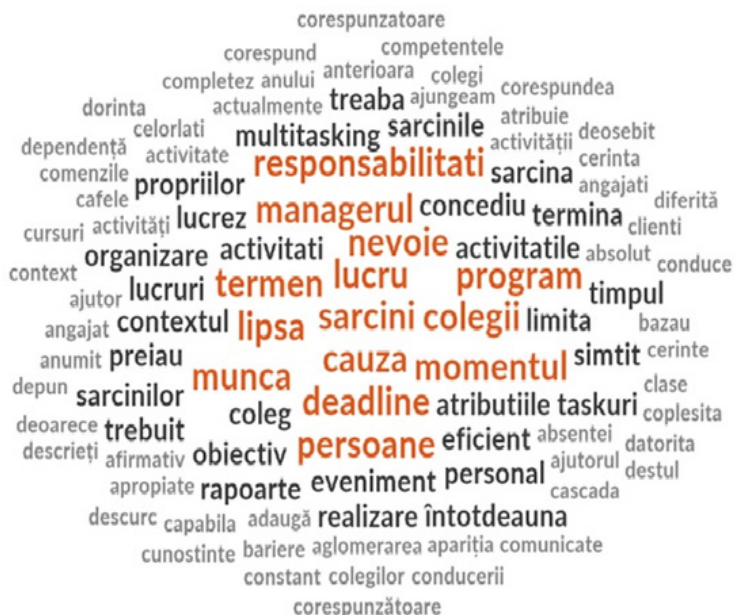 corespunzatoare
corespund competentele
completez anului anterioara colegi
dorinta actualmente treaba ajungeam corespundea
celorlati multitasking sarcinile atribuie deosebit
dependență activitate responsabilitati activității cerinta
comenzile propriilor sarcina angajati
cafele lucrez managerul concediu termina diferită
cursuri activități nevoie clienti
organizare activitati activitatile absolut conduce
context lucruri termen lucru program timpul
ajutor contextul lipsa sarcini colegii limita bazau
angajat
anumit preiau cauza momentul simtit cerinte
depun sarcinilor munca deadline atributiile taskuri clase
deoarece trebuit coleg coplesita
descrieți afirmativ obiectiv persoane eficient absentei datorita
apropiate rapoarte eveniment personal ajutorul destul
cascada
descurc capabila adaugă realizare întotdeauna
cunostinte bariere aglomerarea apariția comunicate
constant colegilor conducerii
corespunzătoare